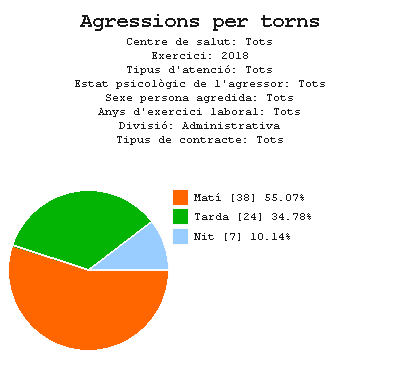 Agressions per torns
Centre de salut: Tots
Exercici: 2018
Tipus d'atenció: Tots
Estat psicològic de l'agressor: Tots
Sexe persona agredida: Tots
Anys d'exercici laboral: Tots
Divisió: Administrativa
Tipus de contracte: Tots
Matí [38] 55.07%
Tarda [24] 34.78%
Nit [7] 10.14%